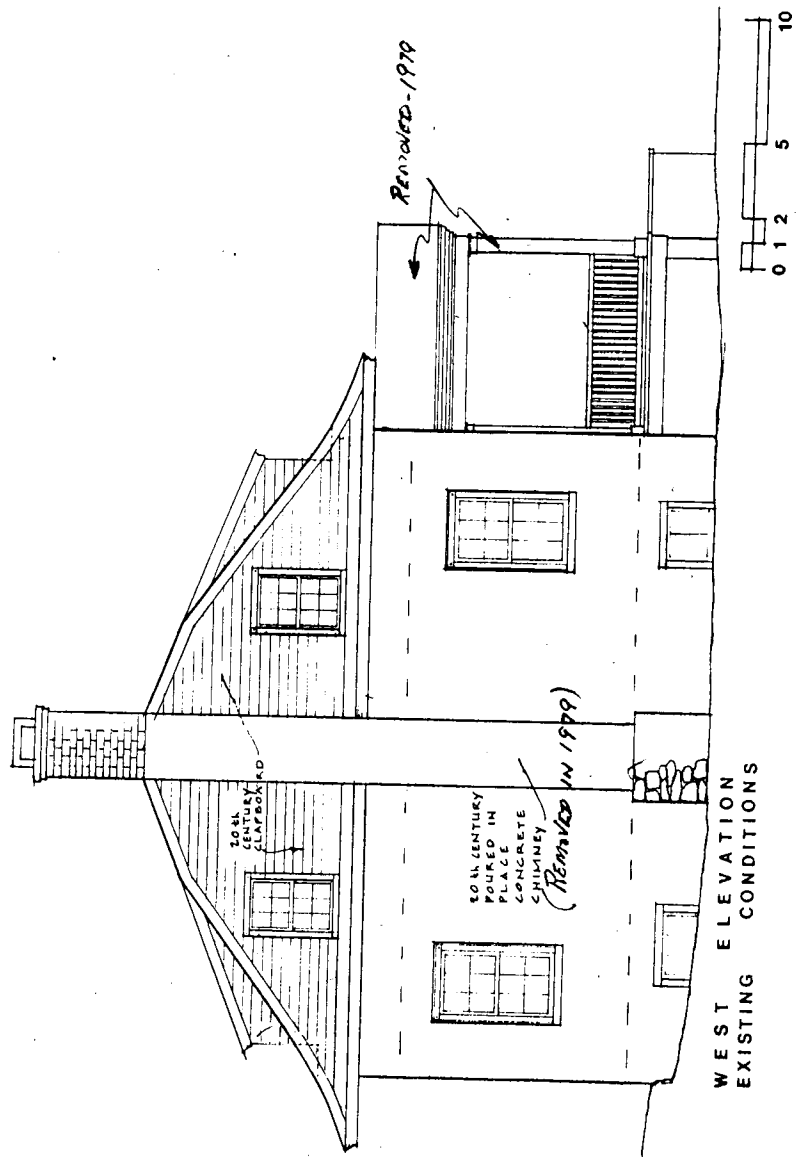 REMOVED-1979
20th
CENTURY
CLAPBOARD
20th CENTURY
POURED IN
PLACE
CONCRETE
CHIMNEY
(REMOVED IN 1979)
WEST ELEVATION
EXISTING CONDITIONS
0 1 2 5 10